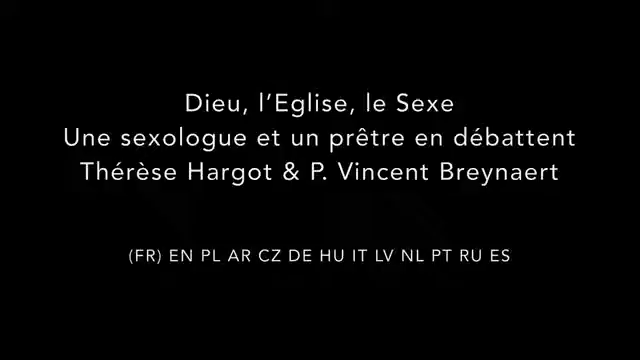 Dieu, l’Eglise, le Sexe
Une sexologue et un prêtre en débattent
Thérèse Hargot & P. Vincent Breynaert
(FR) EN PL AR CZ DE HU IT LV NL PT RU ES